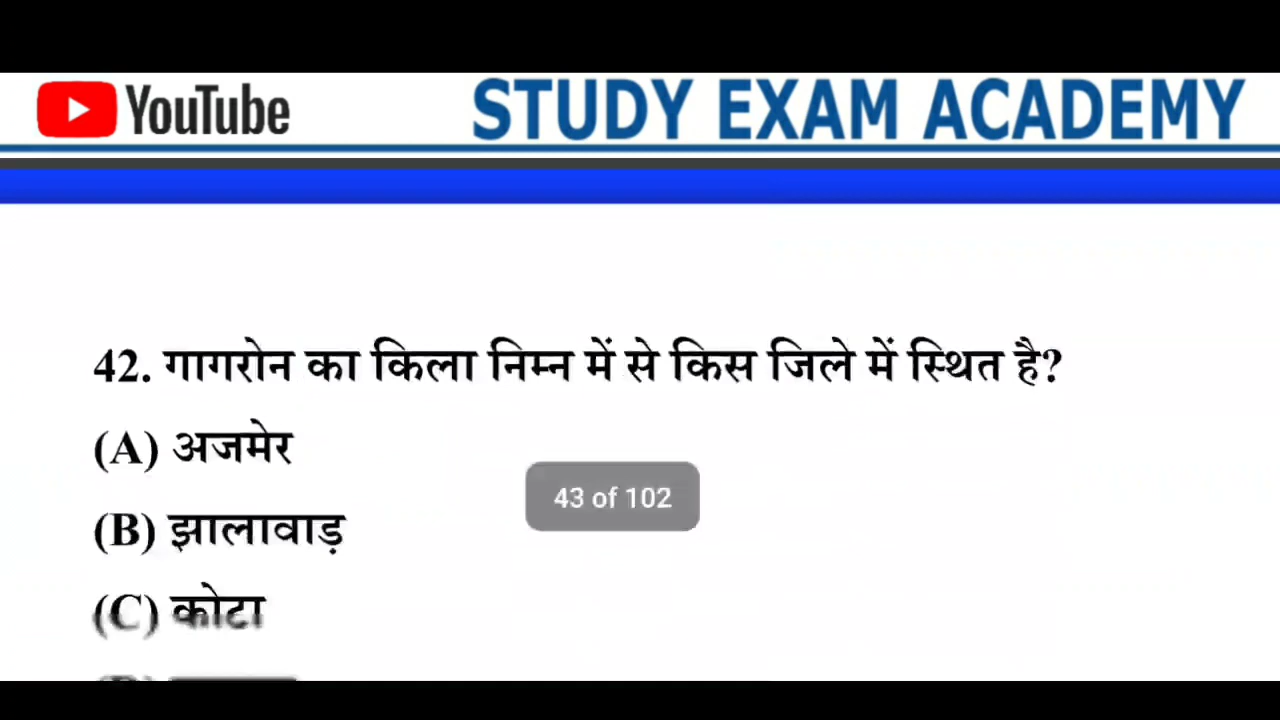 YouTube STUDY EXAM ACADEMY
42. गागरोन का किला निम्न में से किस जिले में स्थित है?
(A) अजमेर
(B) झालावाड़
43 of 102
(C) कोटा